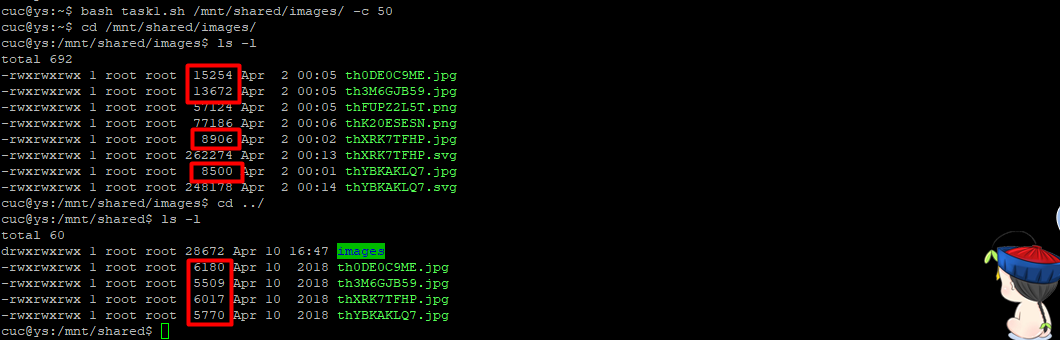 cuc@ys:~$ bash task1.sh /mnt/shared/images/ -c 50
cuc@ys:~$ cd /mnt/shared/images/
cuc@ys:/mnt/shared/images$ ls -l
total 692
-rwxrwxrwx 1 root root  15254 Apr  2 00:05 th0DE0C9ME.jpg
-rwxrwxrwx 1 root root  13672 Apr  2 00:05 th3M6GJB59.jpg
-rwxrwxrwx 1 root root  57124 Apr  2 00:05 thFUPZ2L5T.png
-rwxrwxrwx 1 root root  77186 Apr  2 00:06 thK20ESESN.png
-rwxrwxrwx 1 root root   8906 Apr  2 00:02 thXRK7TFHP.jpg
-rwxrwxrwx 1 root root 262274 Apr  2 00:13 thXRK7TFHP.svg
-rwxrwxrwx 1 root root   8500 Apr  2 00:01 thYBKAKLQ7.jpg
-rwxrwxrwx 1 root root 248178 Apr  2 00:14 thYBKAKLQ7.svg
cuc@ys:/mnt/shared/images$ cd ../
cuc@ys:/mnt/shared$ ls -l
total 60
drwxrwxrwx 1 root root 28672 Apr 10 16:47 images
-rwxrwxrwx 1 root root  6180 Apr 10  2018 th0DE0C9ME.jpg
-rwxrwxrwx 1 root root  5509 Apr 10  2018 th3M6GJB59.jpg
-rwxrwxrwx 1 root root  6017 Apr 10  2018 thXRK7TFHP.jpg
-rwxrwxrwx 1 root root  5770 Apr 10  2018 thYBKAKLQ7.jpg
cuc@ys:/mnt/shared$